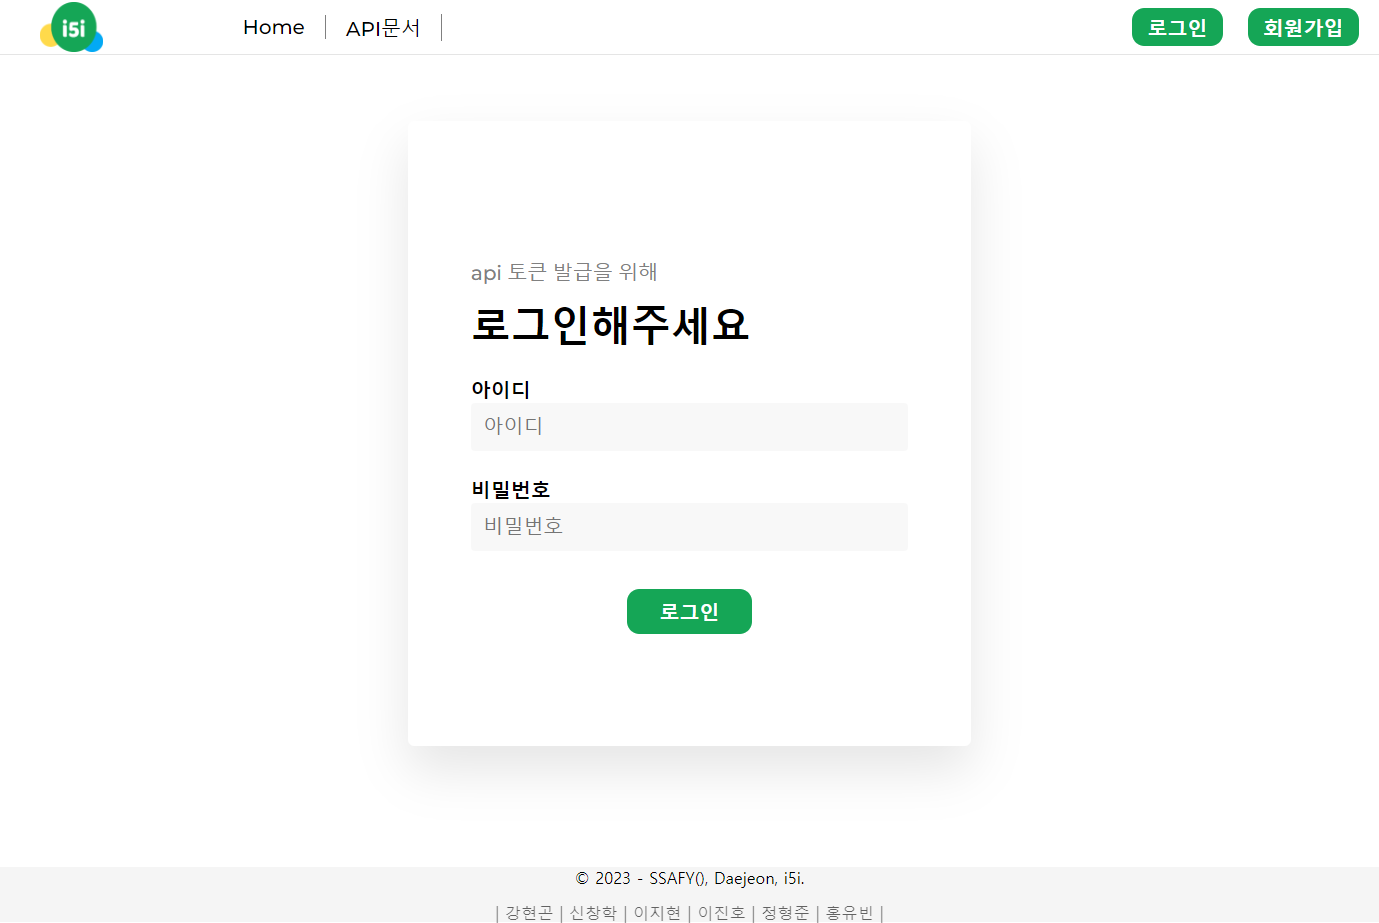 i5i
Home
API문서
로그인
회원가입
api 토큰 발급을 위해
로그인해주세요
아이디
아이디
비밀번호
비밀번호
로그인
© 2023 - SSAFY(), Daejeon, i5i.
| 강현곤 | 신창학 | 이지현 | 이진호 | 정형준 | 홍유빈 |